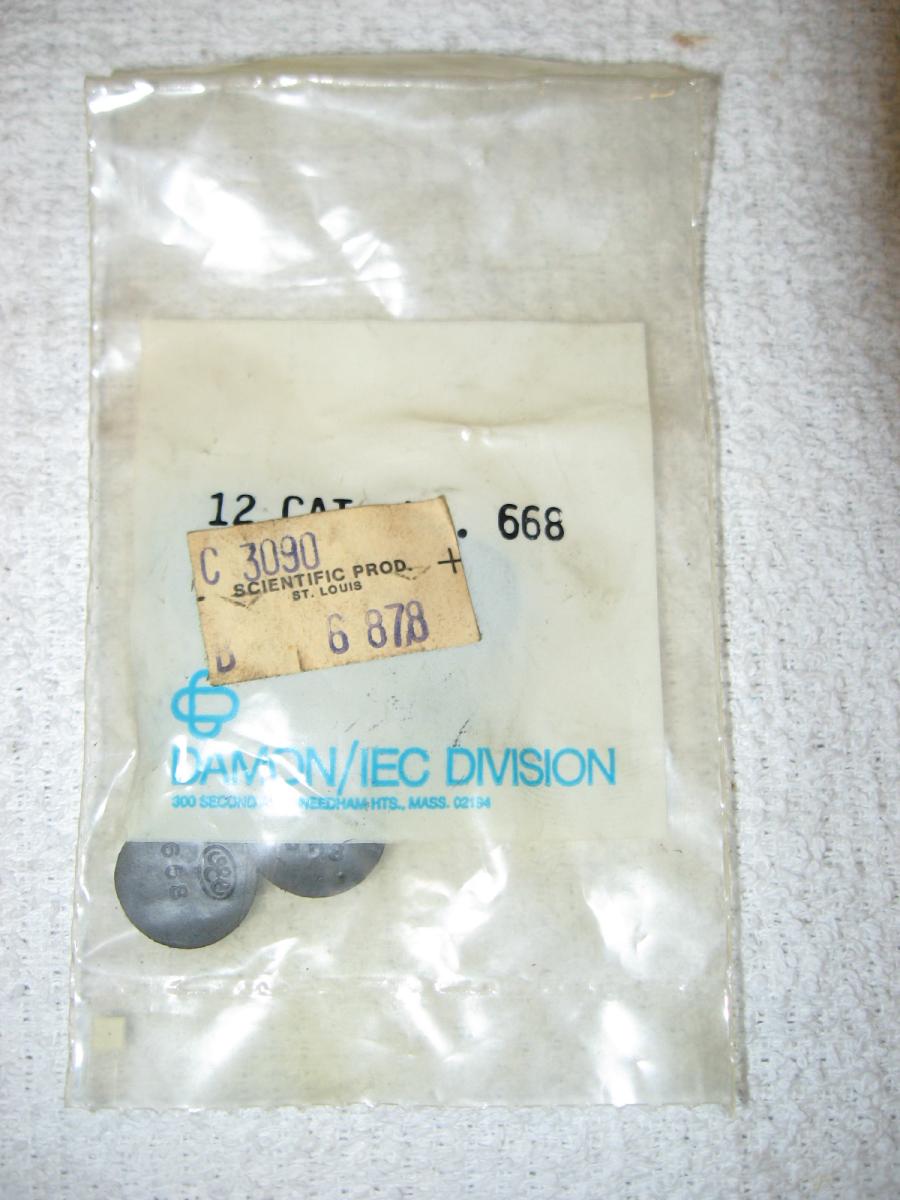 12 CAT . 668
C 3090
SCIENTIFIC PROD.
ST. LOUIS
- +
B 6 878
DAMON/IEC DIVISION
300 SECOND NEEDHAM HTS., MASS. 02194
668